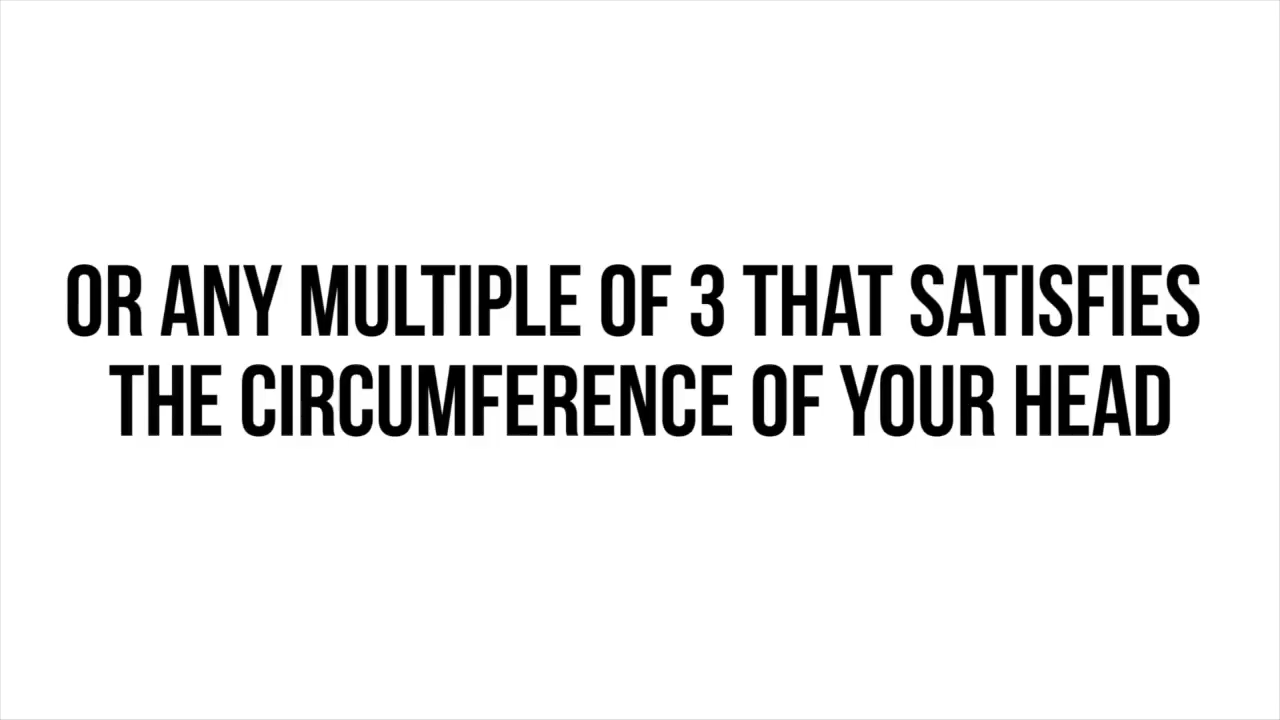 OR ANY MULTIPLE OF 3 THAT SATISFIES
THE CIRCUMFERENCE OF YOUR HEAD